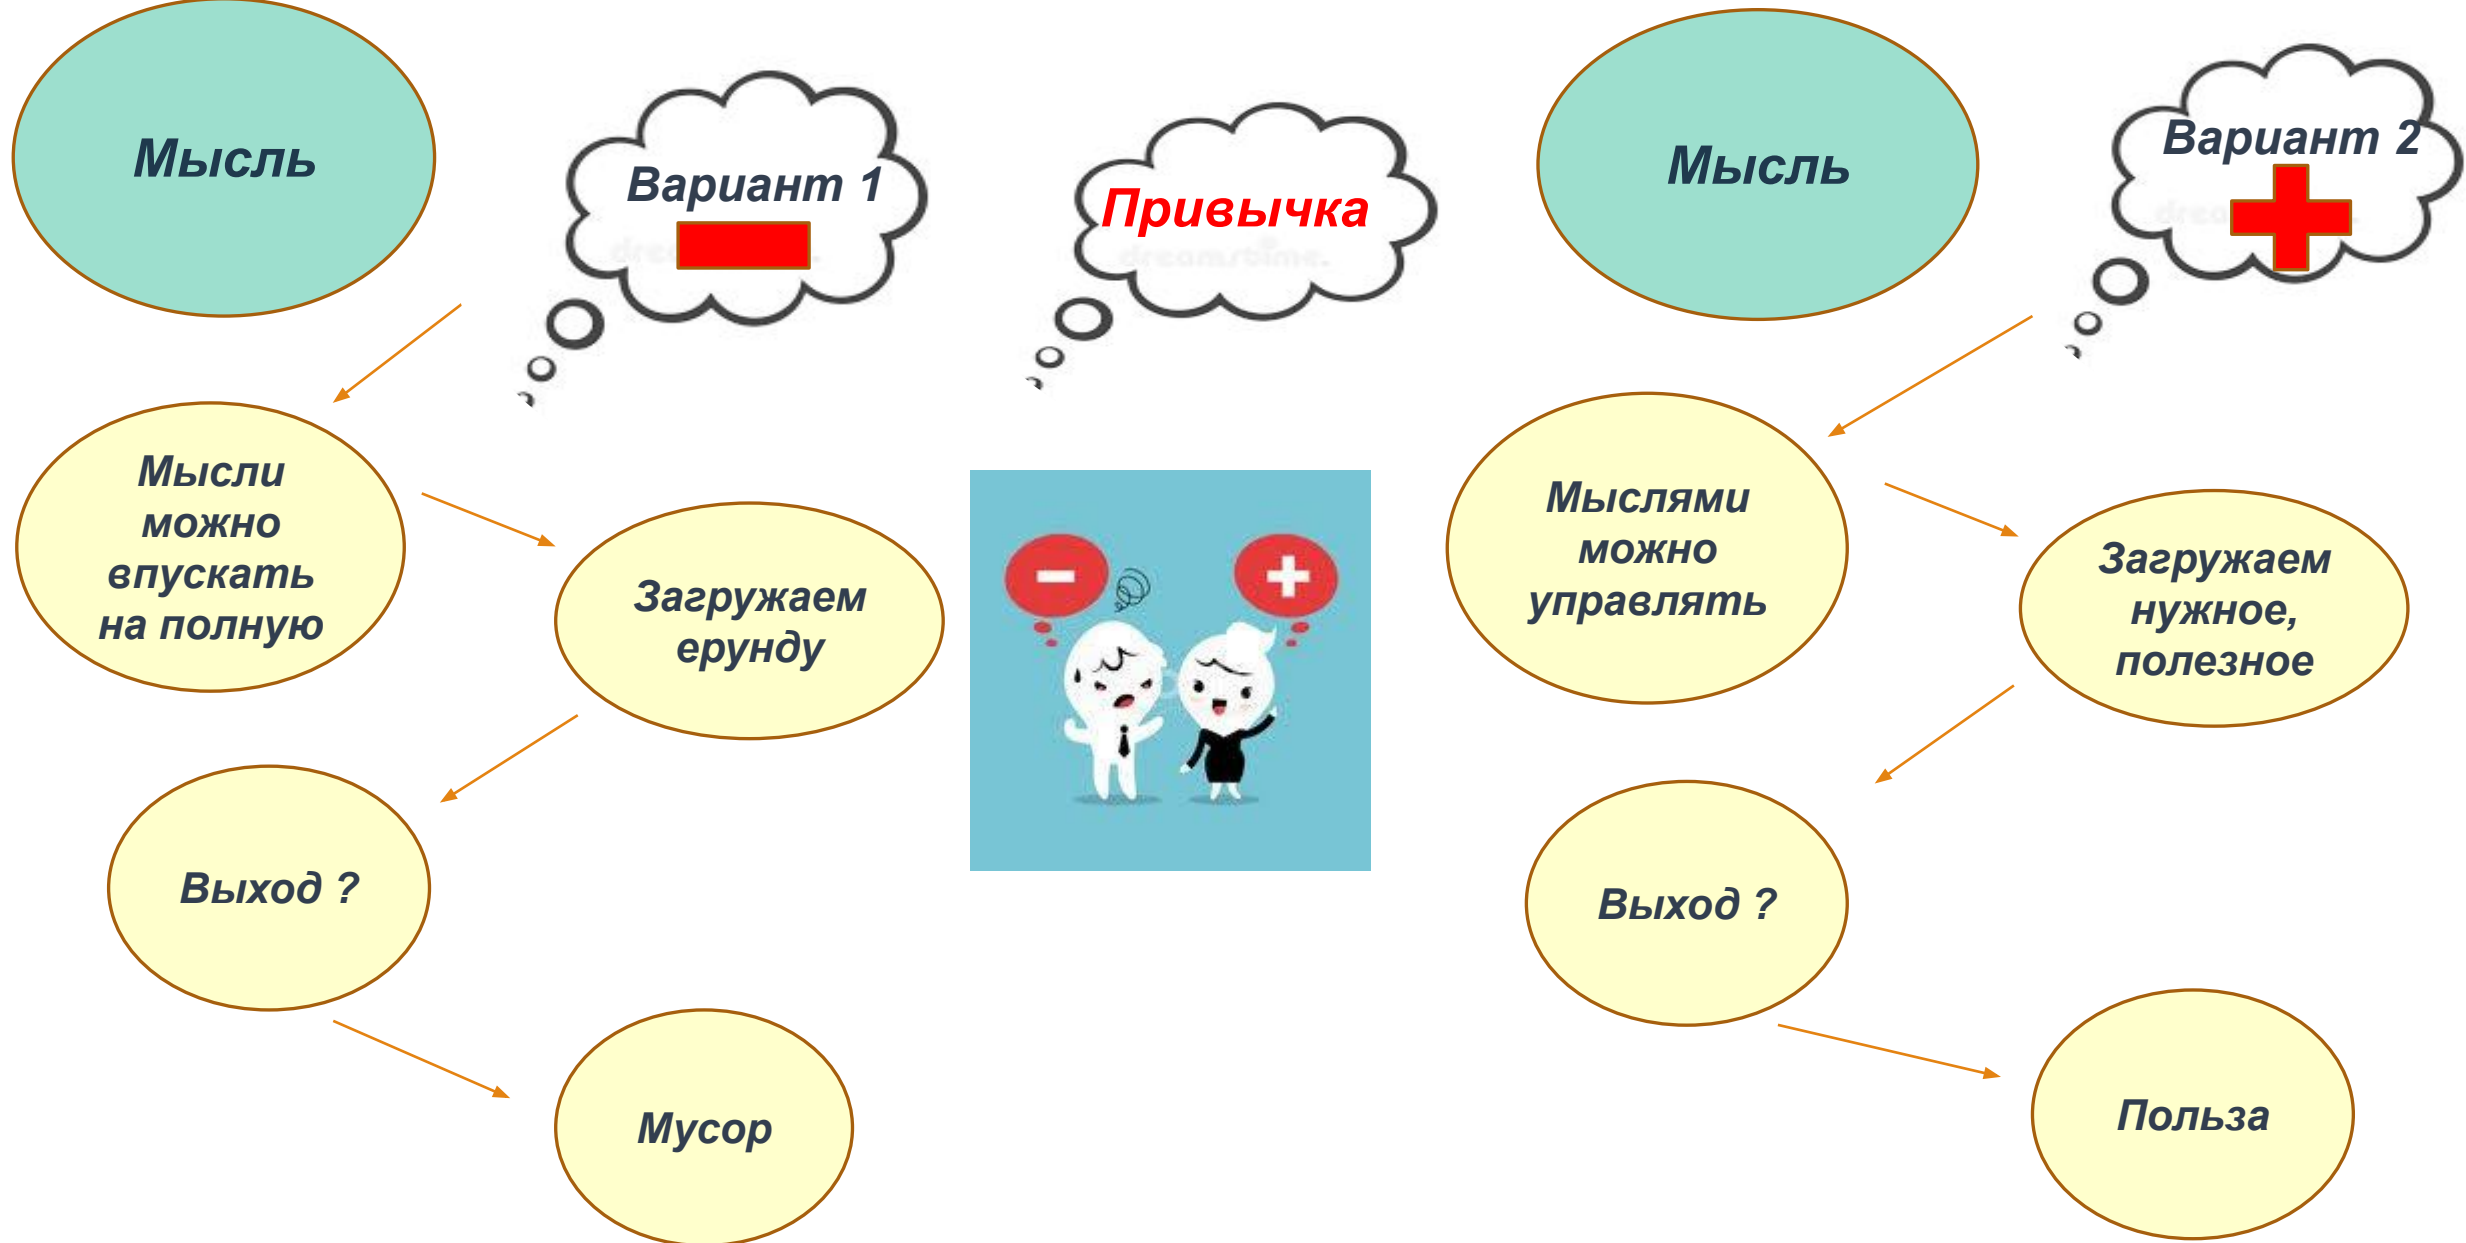 Мысль
Вариант 1
Привычка
dreamstime.
Мысль
Вариант 2
Мысли
можно
впускать
на полную
Загружаем
ерунду
Мыслями
можно
управлять
Загружаем
нужное,
полезное
Выход ?
Выход ?
Мусор
Польза